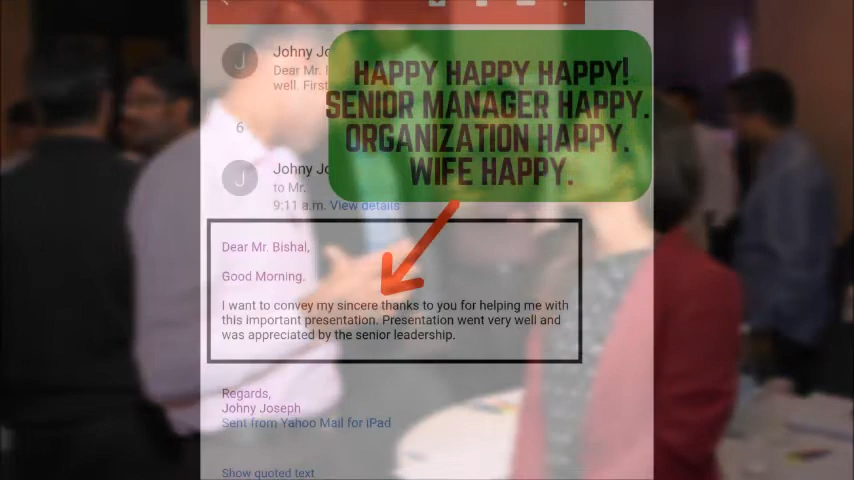 Johny Jo
Dear Mr.
well. First
HAPPY HAPPY HAPPY!
SENIOR MANAGER HAPPY.
ORGANIZATION HAPPY.
WIFE HAPPY.
6
J
Johny Jo
to Mr.
9:11 a.m. View details
Dear Mr. Bishal,
Good Morning.
I want to convey my sincere thanks to you for helping me with
this important presentation. Presentation went very well and
was appreciated by the senior leadership.
Regards,
Johny Joseph
Sent from Yahoo Mail for iPad
Show quoted text